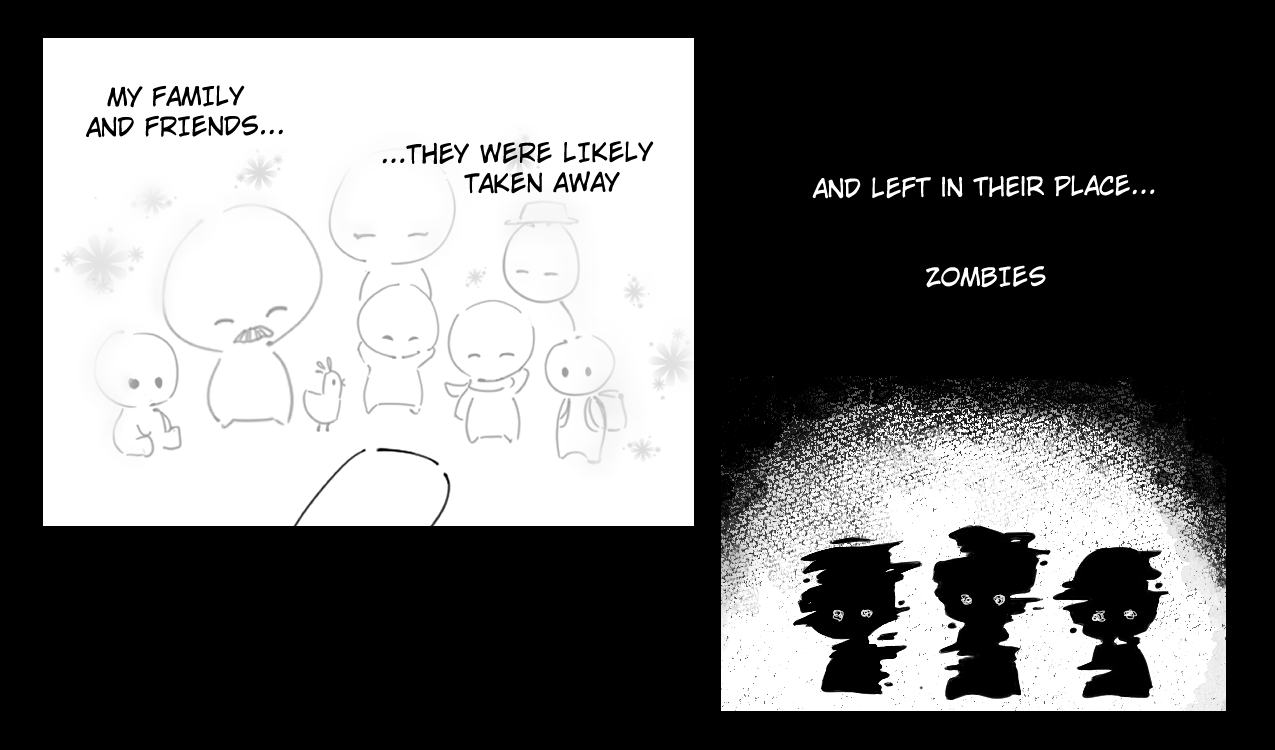 MY FAMILY
AND FRIENDS...
...THEY WERE LIKELY
TAKEN AWAY
AND LEFT IN THEIR PLACE...
ZOMBIES